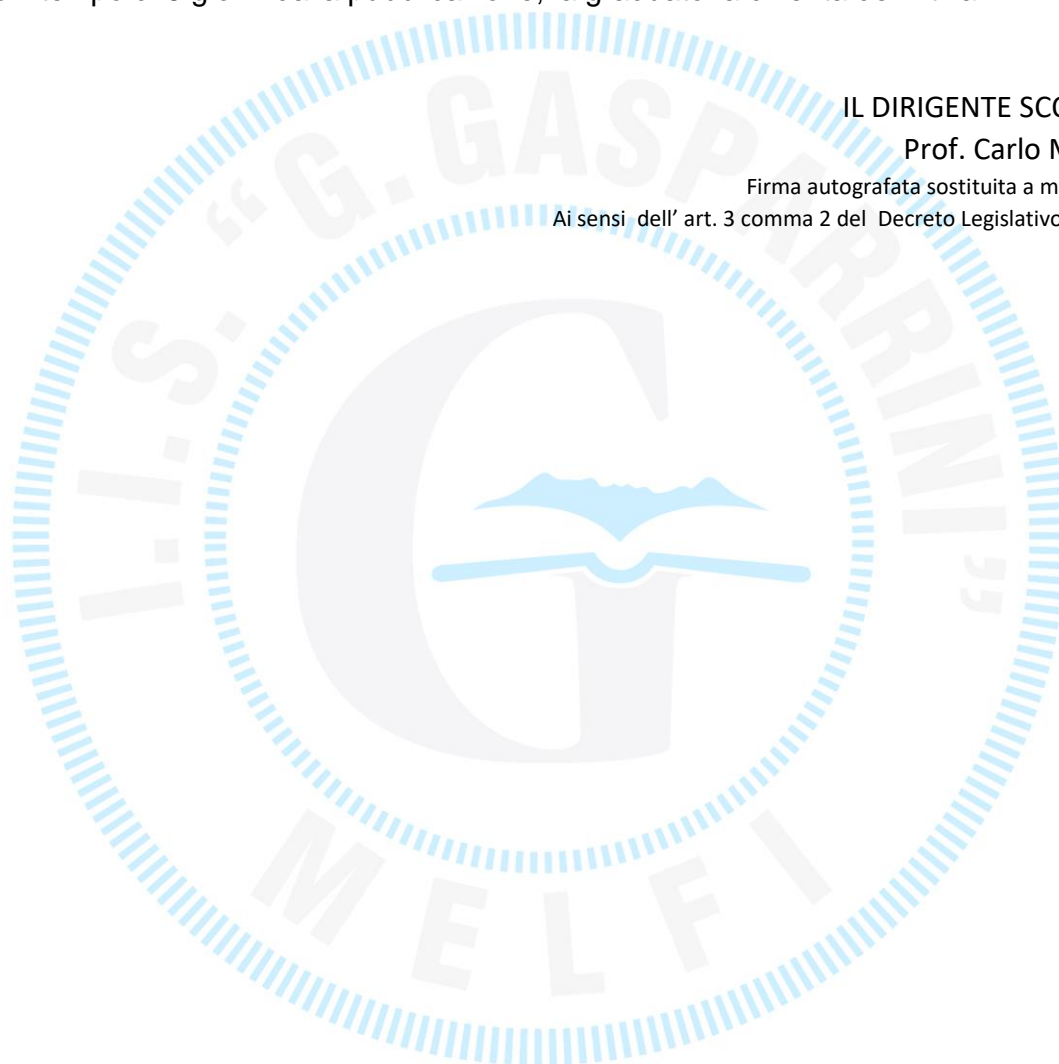 IL DIRIGENTE SCO
Prof. Carlo M
Firma autografata sostituita a m
Ai sensi dell' art. 3 comma 2 del Decreto Legislativo
I.I.S. “G. GASPARRINI”
G
MELFI